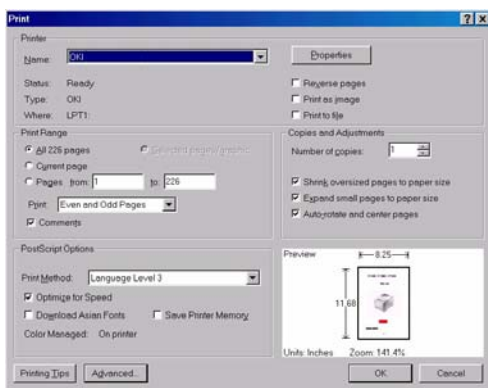 Print
Printer
Name: OKI
Properties
Status: Ready
Type: OKI
Where: LPT1:
Reverse pages
Print as image
Print to file
Print Range
All 226 pages
Selected pages/graphic
Current page
Pages from: 1 to: 226
Print: Even and Odd Pages
Comments
Copies and Adjustments
Number of copies: 1
Shrink oversized pages to paper size
Expand small pages to paper size
Auto-rotate and center pages
PostScript Options
Print Method: Language Level 3
Optimize for Speed
Download Asian Fonts
Save Printer Memory
Color Managed: On printer
Preview
8.25
11.68
Units: Inches Zoom: 141.4%
Printing Tips
Advanced...
OK
Cancel